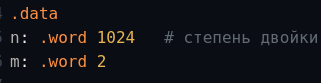 .data
n: .word 1024 # степень двойки
m: .word 2